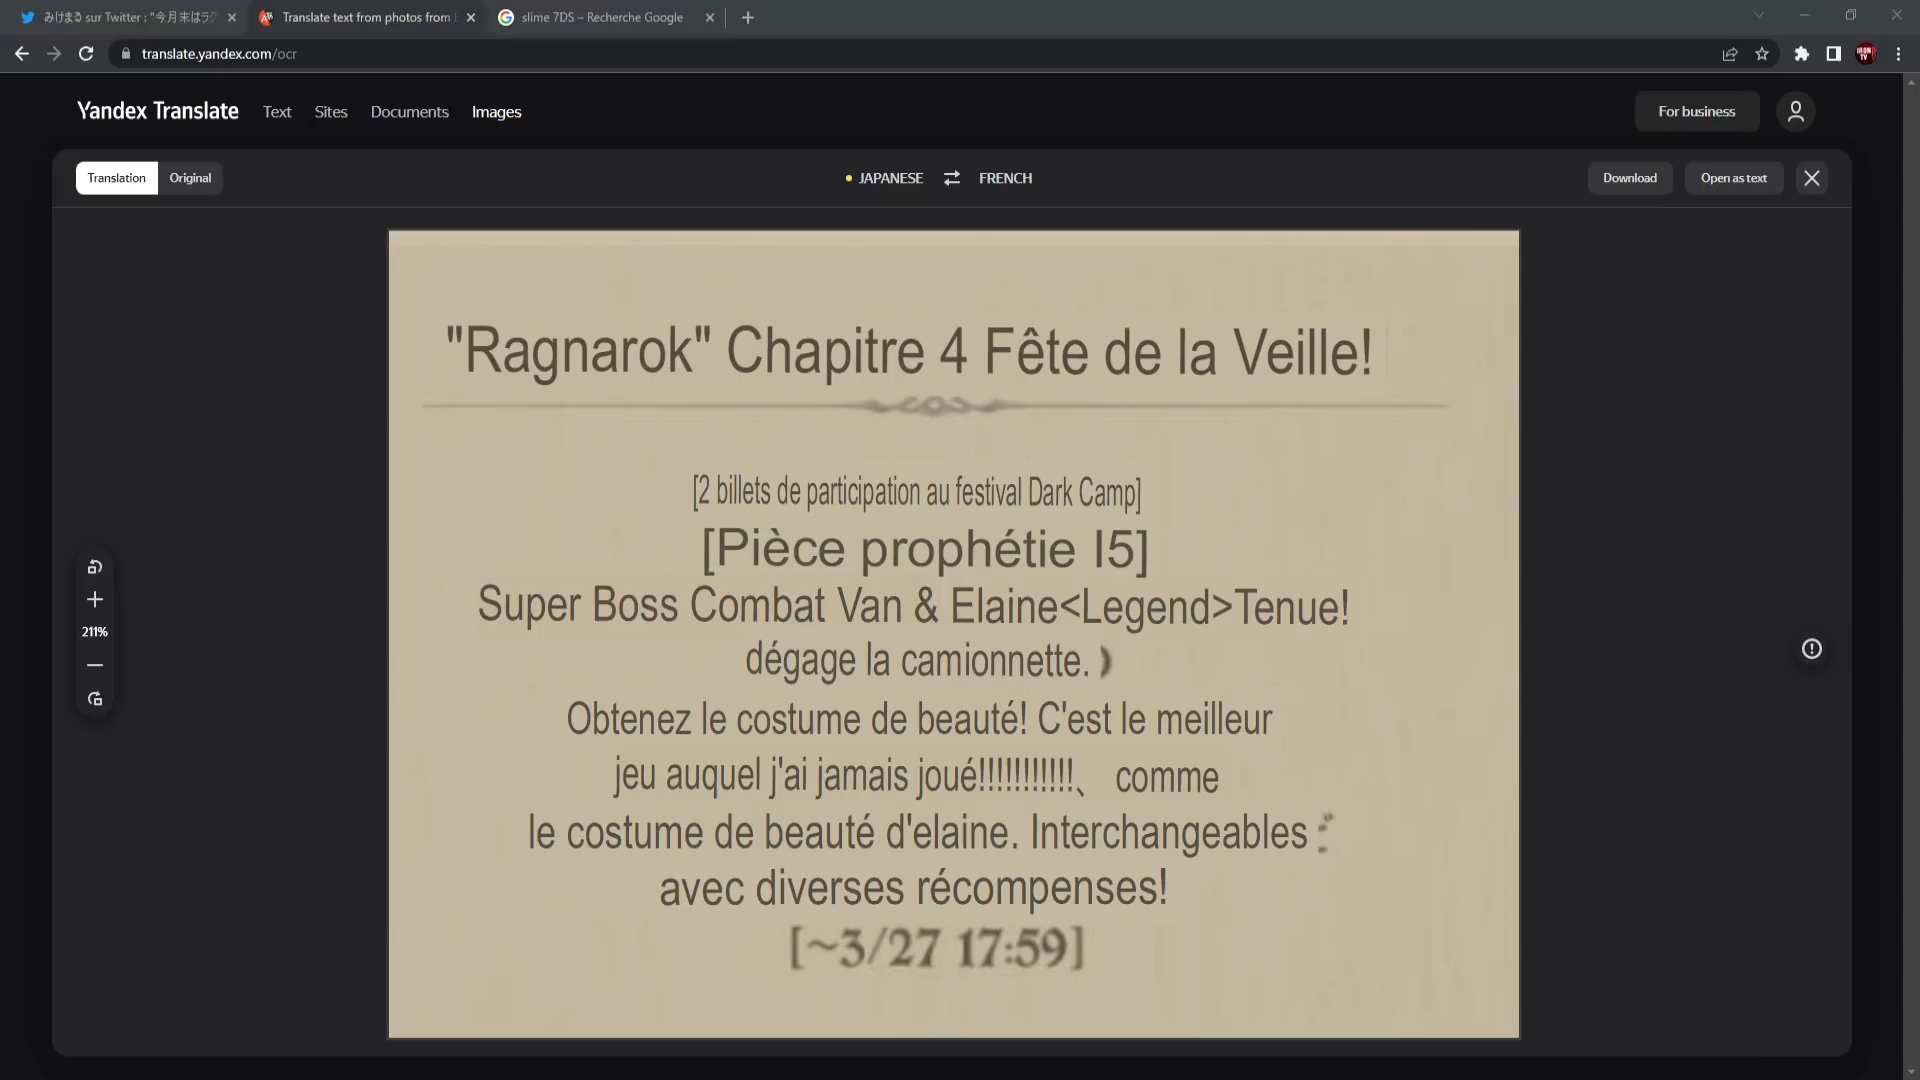 みけまる sur Twitter : "今月末はラグ
Translate text from photos from
slime 7DS – Recherche Google
translate.yandex.com/ocr
IRON TV
Yandex Translate
Text
Sites
Documents
Images
For business
Translation
Original
JAPANESE
FRENCH
Download
Open as text
"Ragnarok" Chapitre 4 Fête de la Veille!
[2 billets de participation au festival Dark Camp]
[Pièce prophétie I5]
Super Boss Combat Van & Elaine<Legend>Tenue!
dégage la camionnette.
Obtenez le costume de beauté! C'est le meilleur
jeu auquel j'ai jamais joué!!!!!!!!!!!、 comme
le costume de beauté d'elaine. Interchangeables
avec diverses récompenses!
[~3/27 17:59]
211%